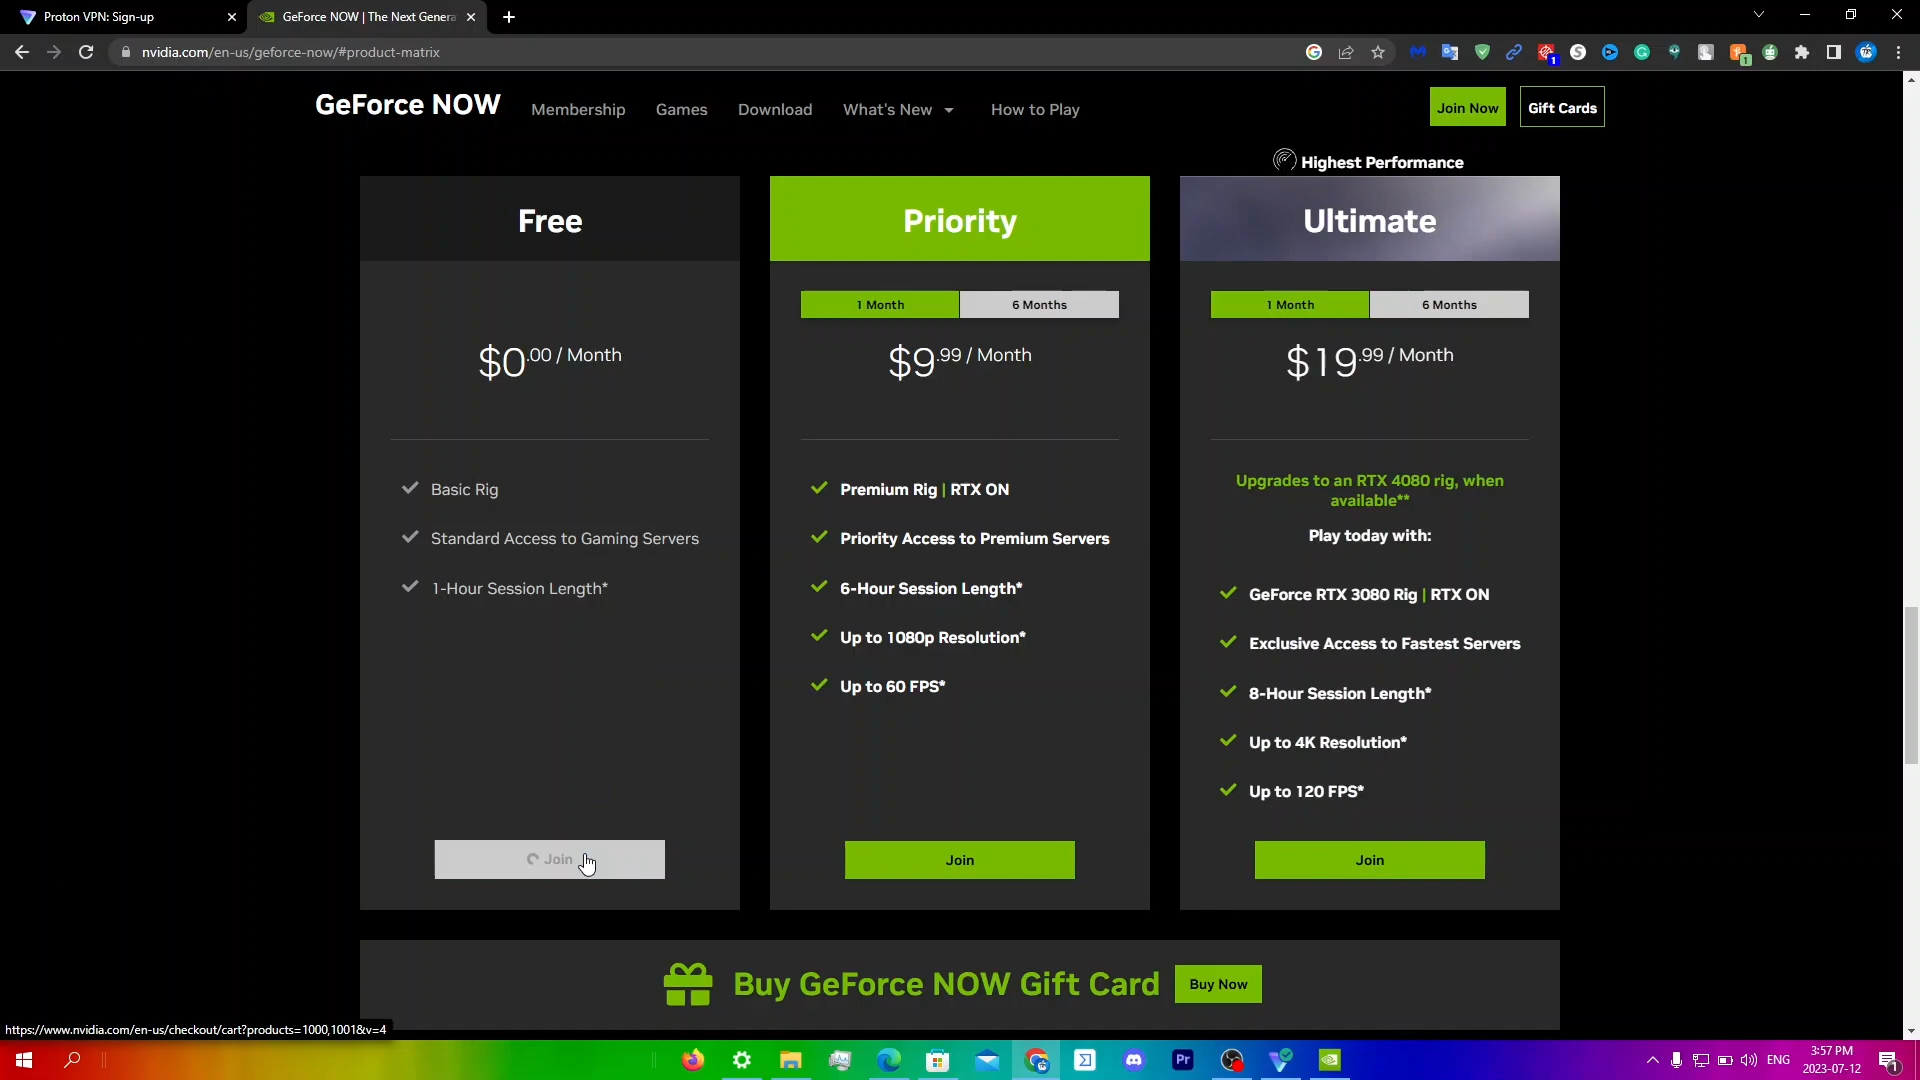 Proton VPN: Sign-up
GeForce NOW | The Next Genera
nvidia.com/en-us/geforce-now/#product-matrix
GeForce NOW
Membership
Games
Download
What's New
How to Play
Join Now
Gift Cards
Highest Performance
Free
$0.00 / Month
Basic Rig
Standard Access to Gaming Servers
1-Hour Session Length*
Join
Priority
1 Month
6 Months
$9.99 / Month
Premium Rig | RTX ON
Priority Access to Premium Servers
6-Hour Session Length*
Up to 1080p Resolution*
Up to 60 FPS*
Join
Ultimate
1 Month
6 Months
$19.99 / Month
Upgrades to an RTX 4080 rig, when
available**
Play today with:
GeForce RTX 3080 Rig | RTX ON
Exclusive Access to Fastest Servers
8-Hour Session Length*
Up to 4K Resolution*
Up to 120 FPS*
Join
Buy GeForce NOW Gift Card
Buy Now
https://www.nvidia.com/en-us/checkout/cart?products=1000,1001&v=4
Pr
ENG
3:57 PM
2023-07-12
1